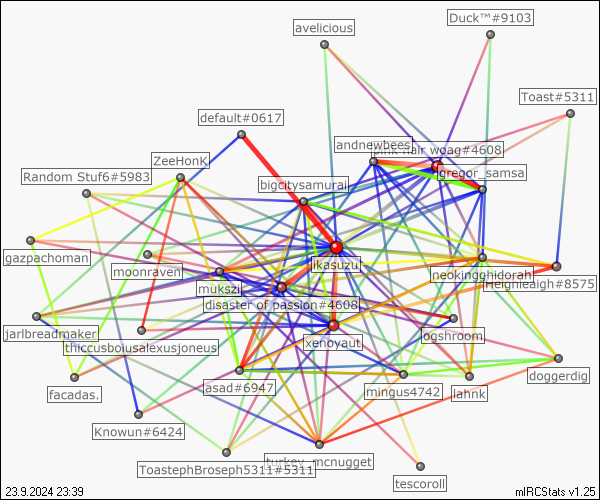 Duck™#9103
avelicious
Toast#5311
default#0617
andnewbees
pink hair woag#4608
ZeeHonK
gregor_samsa
Random Stuf6#5983
bigcitysamurai
gazpachoman
ikasuzu
moonraven
neokingghidorah
mukszi
Heignleaigh#8575
disaster of passion#4608
jarlbreadmaker
thiccusbousalexusjoneus
xenoyaut
ogshroom
doggerdig
facadas.
asad#6947
mingus4742
lahnk
Knowun#6424
turkey_mcnugget
ToastephBroseph5311#5311
tescoroll
23.9.2024 23:39
mIRCStats v1.25